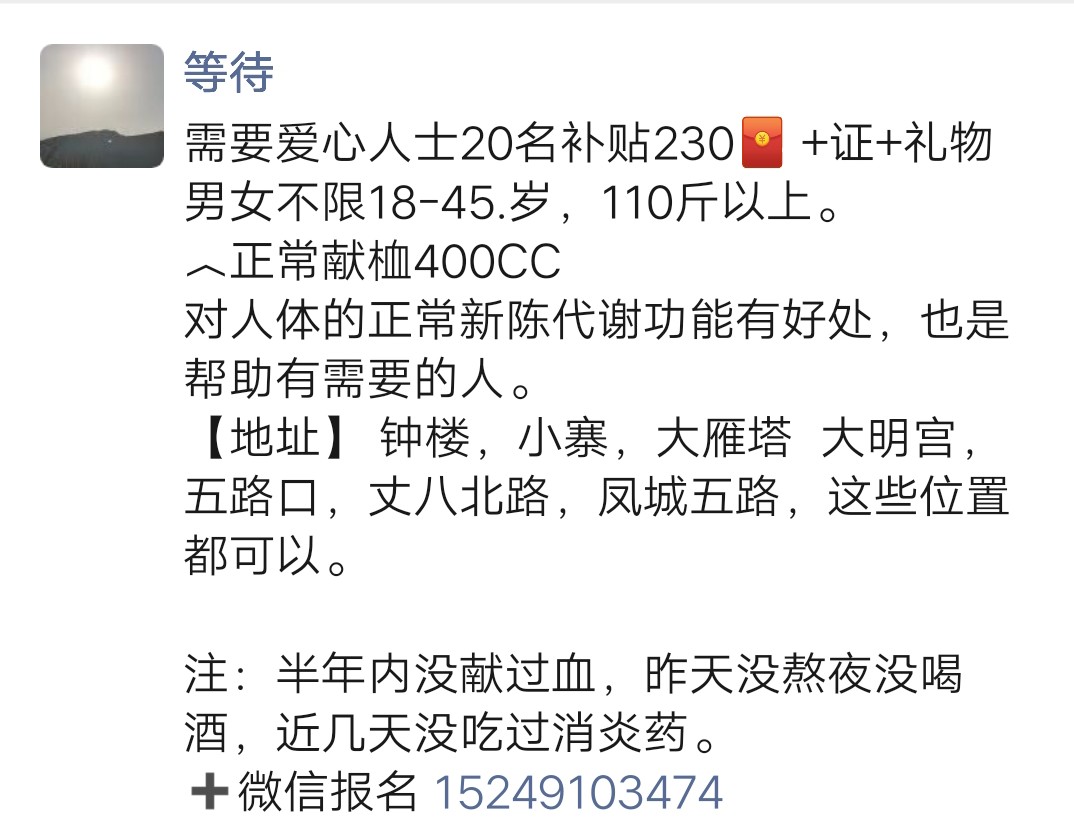 等待
需要爱心人士20名补贴230🧧 +证+礼物
男女不限18-45.岁，110斤以上。
︿正常献桖400CC
对人体的正常新陈代谢功能有好处，也是
帮助有需要的人。
【地址】 钟楼，小寨，大雁塔 大明宫，
五路口，丈八北路，凤城五路，这些位置
都可以。
注：半年内没献过血，昨天没熬夜没喝
酒，近几天没吃过消炎药。
➕微信报名 15249103474